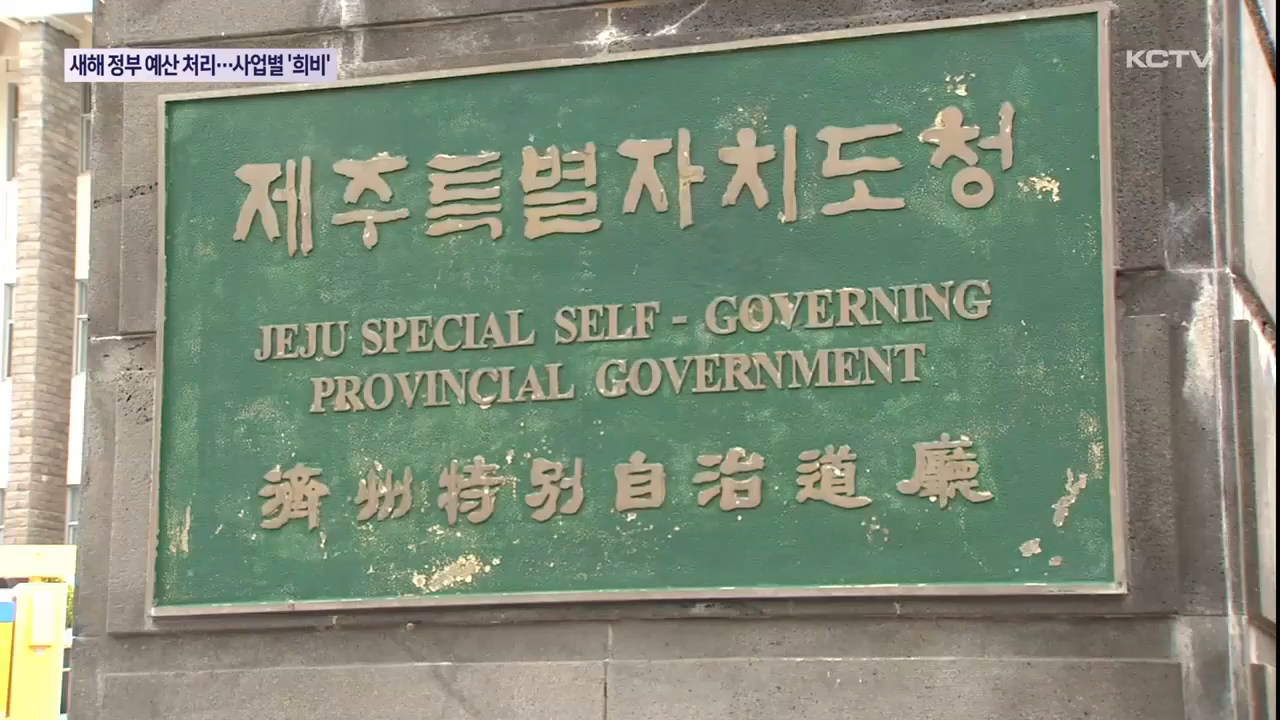 새해 정부 예산 처리…사업별 '희비'
KCTV
제주특별자치도청
JEJU SPECIAL SELF - GOVERNING
PROVINCIAL GOVERNMENT
濟州特別自治道廳